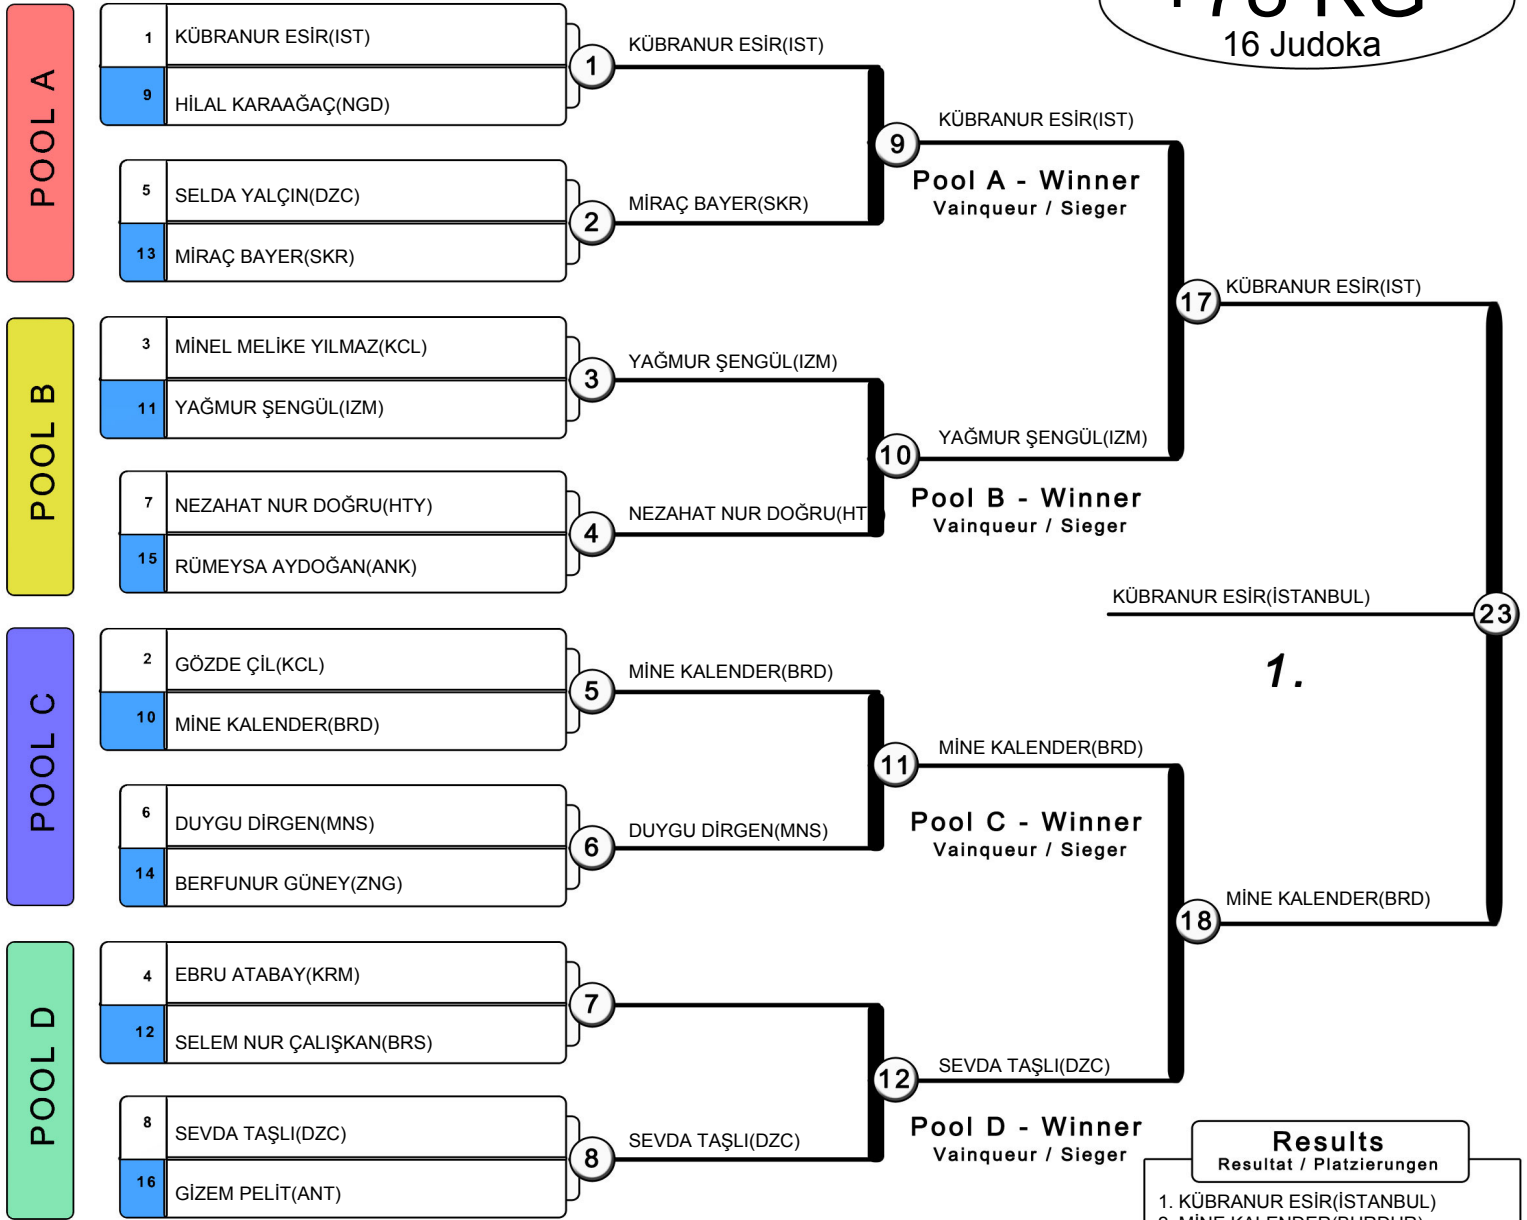 +78 KG
16 Judoka
POOL A
1 KÜBRANUR ESİR(IST)
9 HİLAL KARAAĞAÇ(NGD)
5 SELDA YALÇIN(DZC)
13 MİRAÇ BAYER(SKR)
1
KÜBRANUR ESİR(IST)
2
MİRAÇ BAYER(SKR)
9
KÜBRANUR ESİR(IST)
Pool A - Winner
Vainqueur / Sieger
POOL B
3 MİNEL MELİKE YILMAZ(KCL)
11 YAĞMUR ŞENGÜL(IZM)
7 NEZAHAT NUR DOĞRU(HTY)
15 RÜMEYSA AYDOĞAN(ANK)
3
YAĞMUR ŞENGÜL(IZM)
4
NEZAHAT NUR DOĞRU(HT
10
YAĞMUR ŞENGÜL(IZM)
Pool B - Winner
Vainqueur / Sieger
17
KÜBRANUR ESİR(IST)
POOL C
2 GÖZDE ÇİL(KCL)
10 MİNE KALENDER(BRD)
6 DUYGU DİRGEN(MNS)
14 BERFUNUR GÜNEY(ZNG)
5
MİNE KALENDER(BRD)
6
DUYGU DİRGEN(MNS)
11
MİNE KALENDER(BRD)
Pool C - Winner
Vainqueur / Sieger
POOL D
4 EBRU ATABAY(KRM)
12 SELEM NUR ÇALIŞKAN(BRS)
8 SEVDA TAŞLI(DZC)
16 GİZEM PELİT(ANT)
7
8
SEVDA TAŞLI(DZC)
12
SEVDA TAŞLI(DZC)
Pool D - Winner
Vainqueur / Sieger
18
MİNE KALENDER(BRD)
KÜBRANUR ESİR(İSTANBUL)
23
1.
Results
Resultat / Platzierungen
1. KÜBRANUR ESİR(İSTANBUL)
2. MİNE KALENDER(BURDUR)